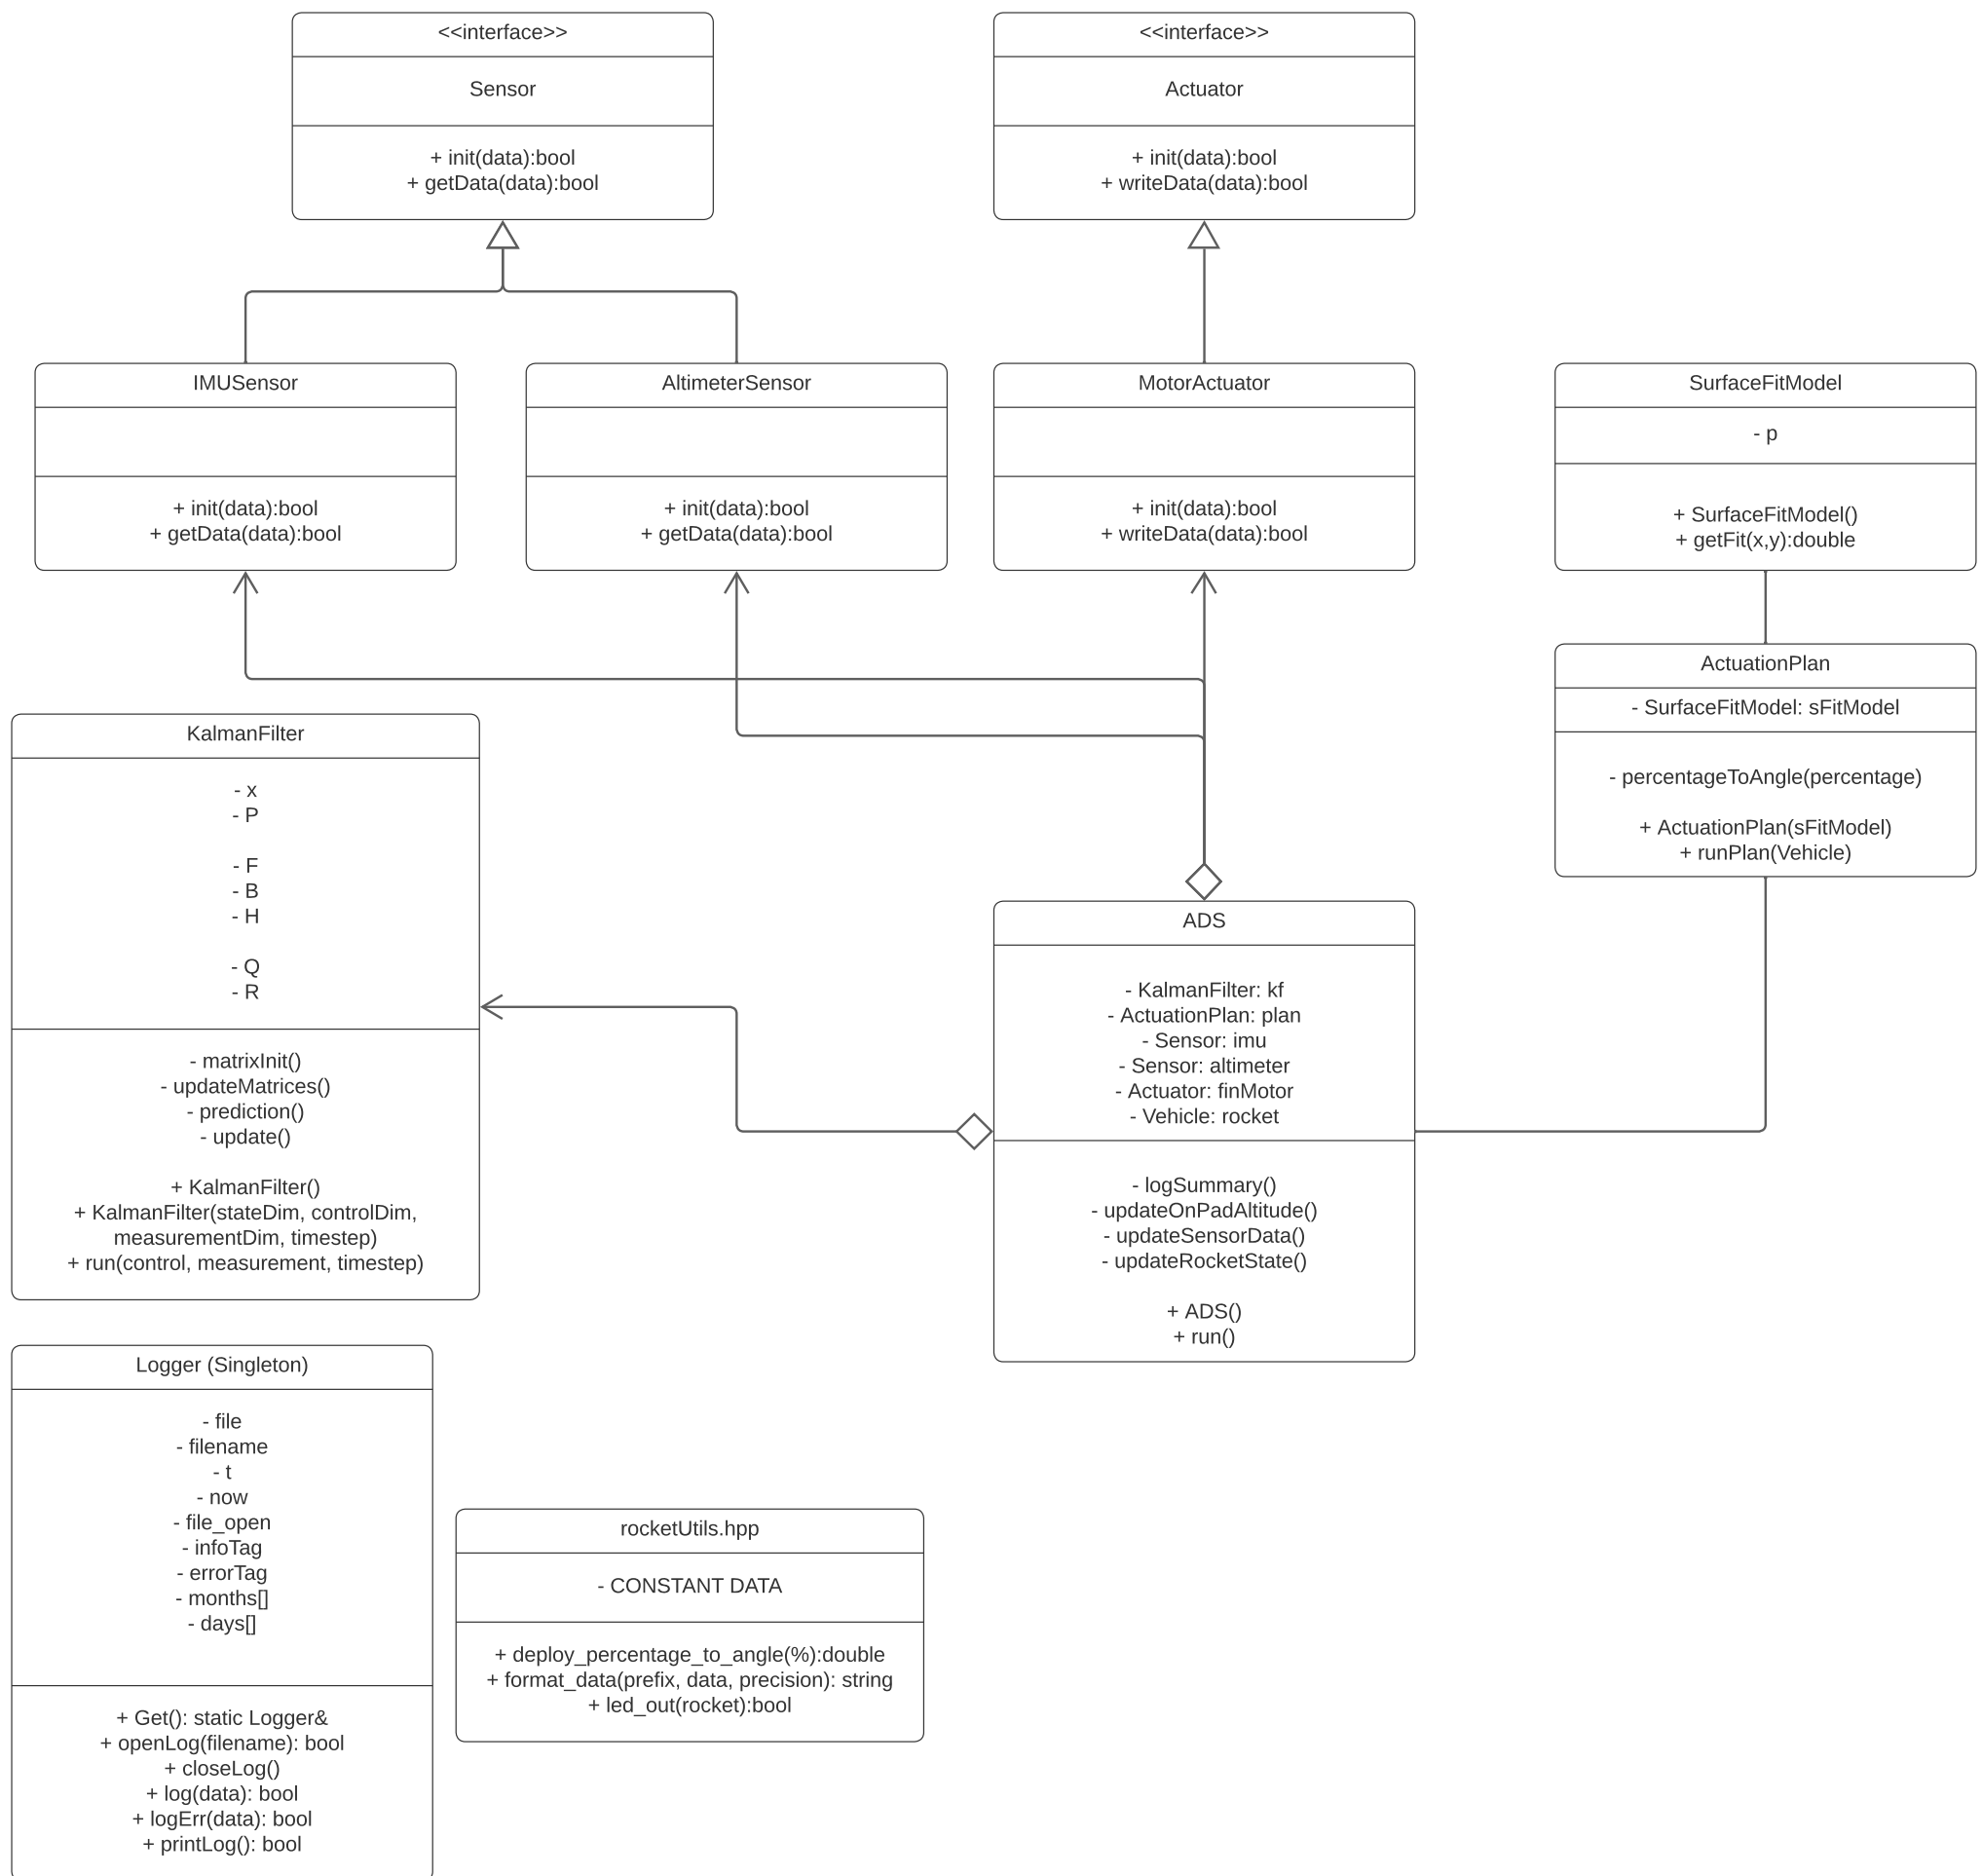 <<interface>>
Sensor
+ init(data):bool
+ getData(data):bool
<<interface>>
Actuator
+ init(data):bool
+ writeData(data):bool
IMUSensor
+ init(data):bool
+ getData(data):bool
AltimeterSensor
+ init(data):bool
+ getData(data):bool
MotorActuator
+ init(data):bool
+ writeData(data):bool
SurfaceFitModel
- p
+ SurfaceFitModel()
+ getFit(x,y):double
ActuationPlan
- SurfaceFitModel: sFitModel
- percentageToAngle(percentage)
+ ActuationPlan(sFitModel)
+ runPlan(Vehicle)
KalmanFilter
- x
- P
- F
- B
- H
- Q
- R
- matrixInit()
- updateMatrices()
- prediction()
- update()
+ KalmanFilter()
+ KalmanFilter(stateDim, controlDim,
measurementDim, timestep)
+ run(control, measurement, timestep)
ADS
- KalmanFilter: kf
- ActuationPlan: plan
- Sensor: imu
- Sensor: altimeter
- Actuator: finMotor
- Vehicle: rocket
- logSummary()
- updateOnPadAltitude()
- updateSensorData()
- updateRocketState()
+ ADS()
+ run()
Logger (Singleton)
- file
- filename
- t
- now
- file_open
- infoTag
- errorTag
- months[]
- days[]
+ Get(): static Logger&
+ openLog(filename): bool
+ closeLog()
+ log(data): bool
+ logErr(data): bool
+ printLog(): bool
rocketUtils.hpp
- CONSTANT DATA
+ deploy_percentage_to_angle(%):double
+ format_data(prefix, data, precision): string
+ led_out(rocket):bool